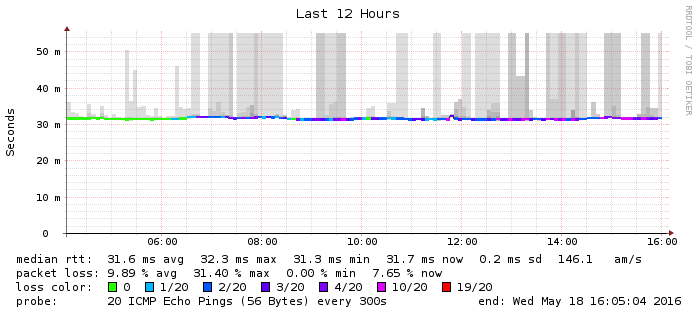 Last 12 Hours
RRDTOOL / TOBI OETIKER
Seconds
50 m
40 m
30 m
20 m
10 m
0
06:00 08:00 10:00 12:00 14:00 16:00
median rtt: 31.6 ms avg 32.3 ms max 31.3 ms min 31.7 ms now 0.2 ms sd 146.1 am/s
packet loss: 9.89 % avg 31.40 % max 0.00 % min 7.65 % now
loss color: 0 1/20 2/20 3/20 4/20 10/20 19/20
probe: 20 ICMP Echo Pings (56 Bytes) every 300s end: Wed May 18 16:05:04 2016